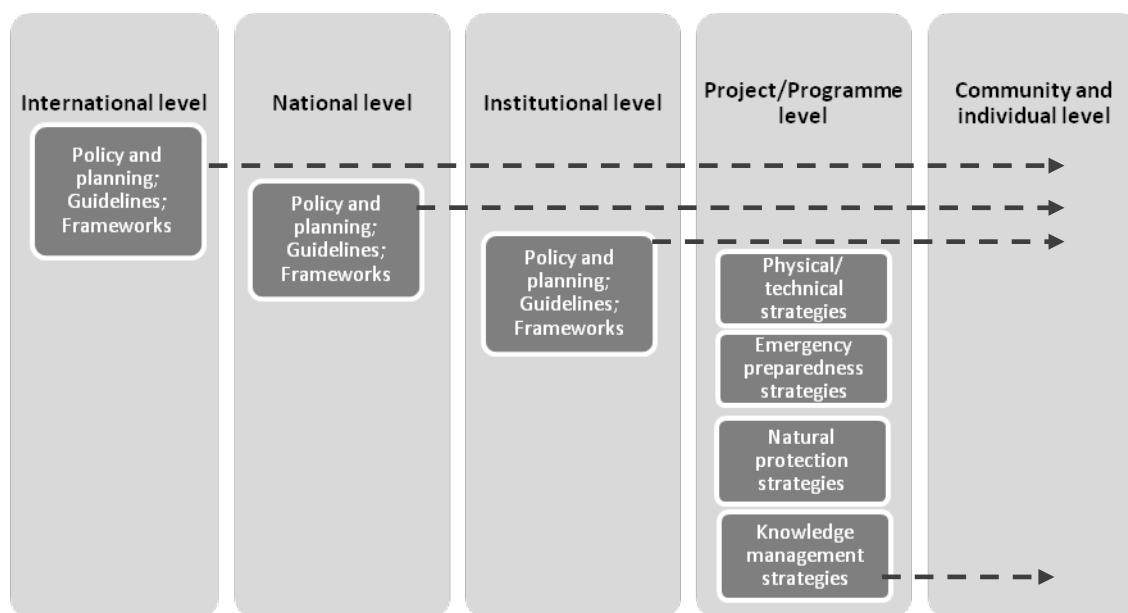 International level
Policy and
planning;
Guidelines;
Frameworks
National level
Policy and
planning;
Guidelines;
Frameworks
Institutional level
Policy and
planning;
Guidelines;
Frameworks
Project/Programme
level
Physical/
technical
strategies
Emergency
preparedness
strategies
Natural
protection
strategies
Knowledge
management
strategies
Community and
individual level